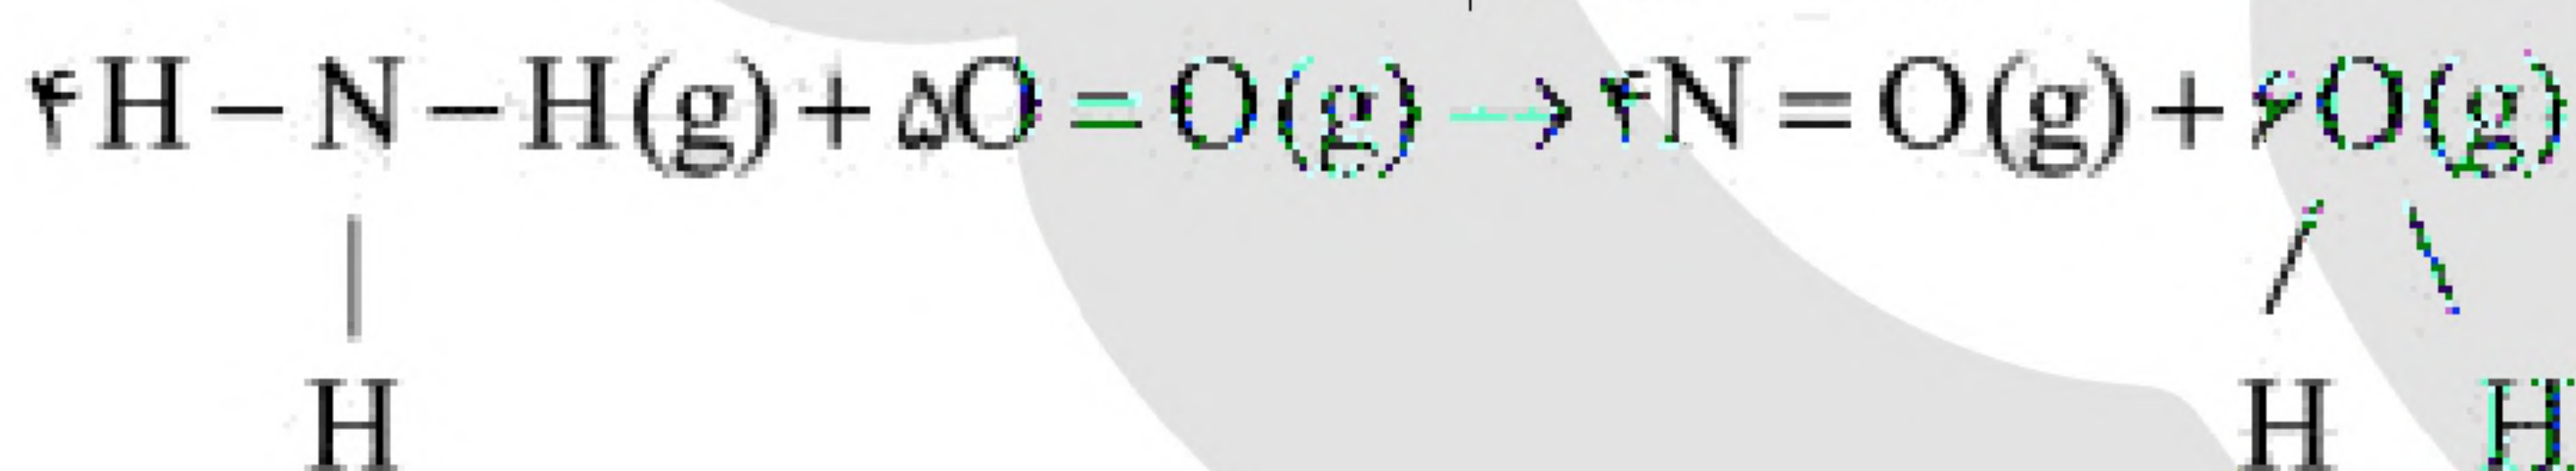 ۴H – N – H(g) + ۵O = O(g) → ۴N ≡ O(g) + ۶O(g)
H H H